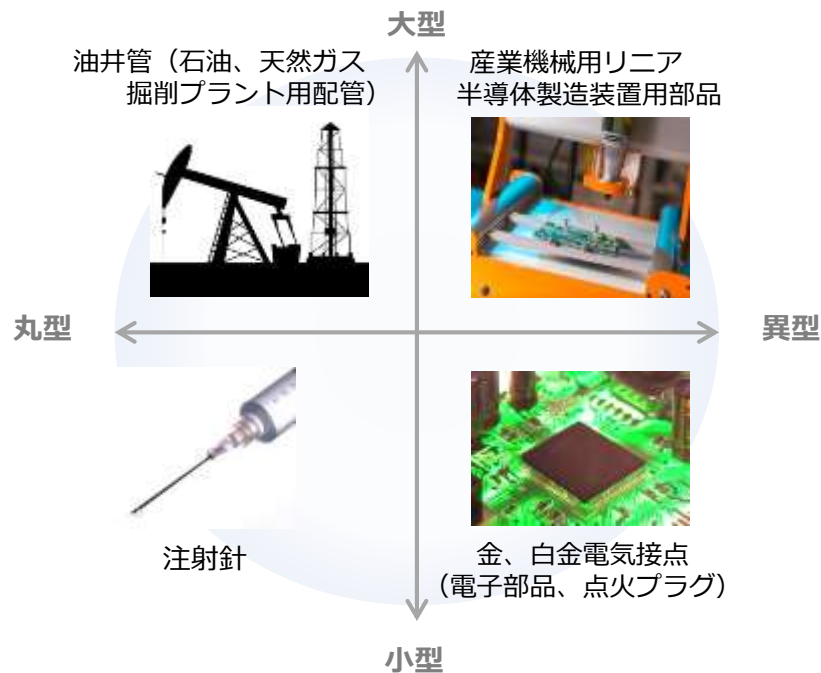 大型
油井管（石油、天然ガス
掘削プラント用配管）
産業機械用リニア
半導体製造装置用部品
丸型
異型
注射針
金、白金電気接点
（電子部品、点火プラグ）
小型